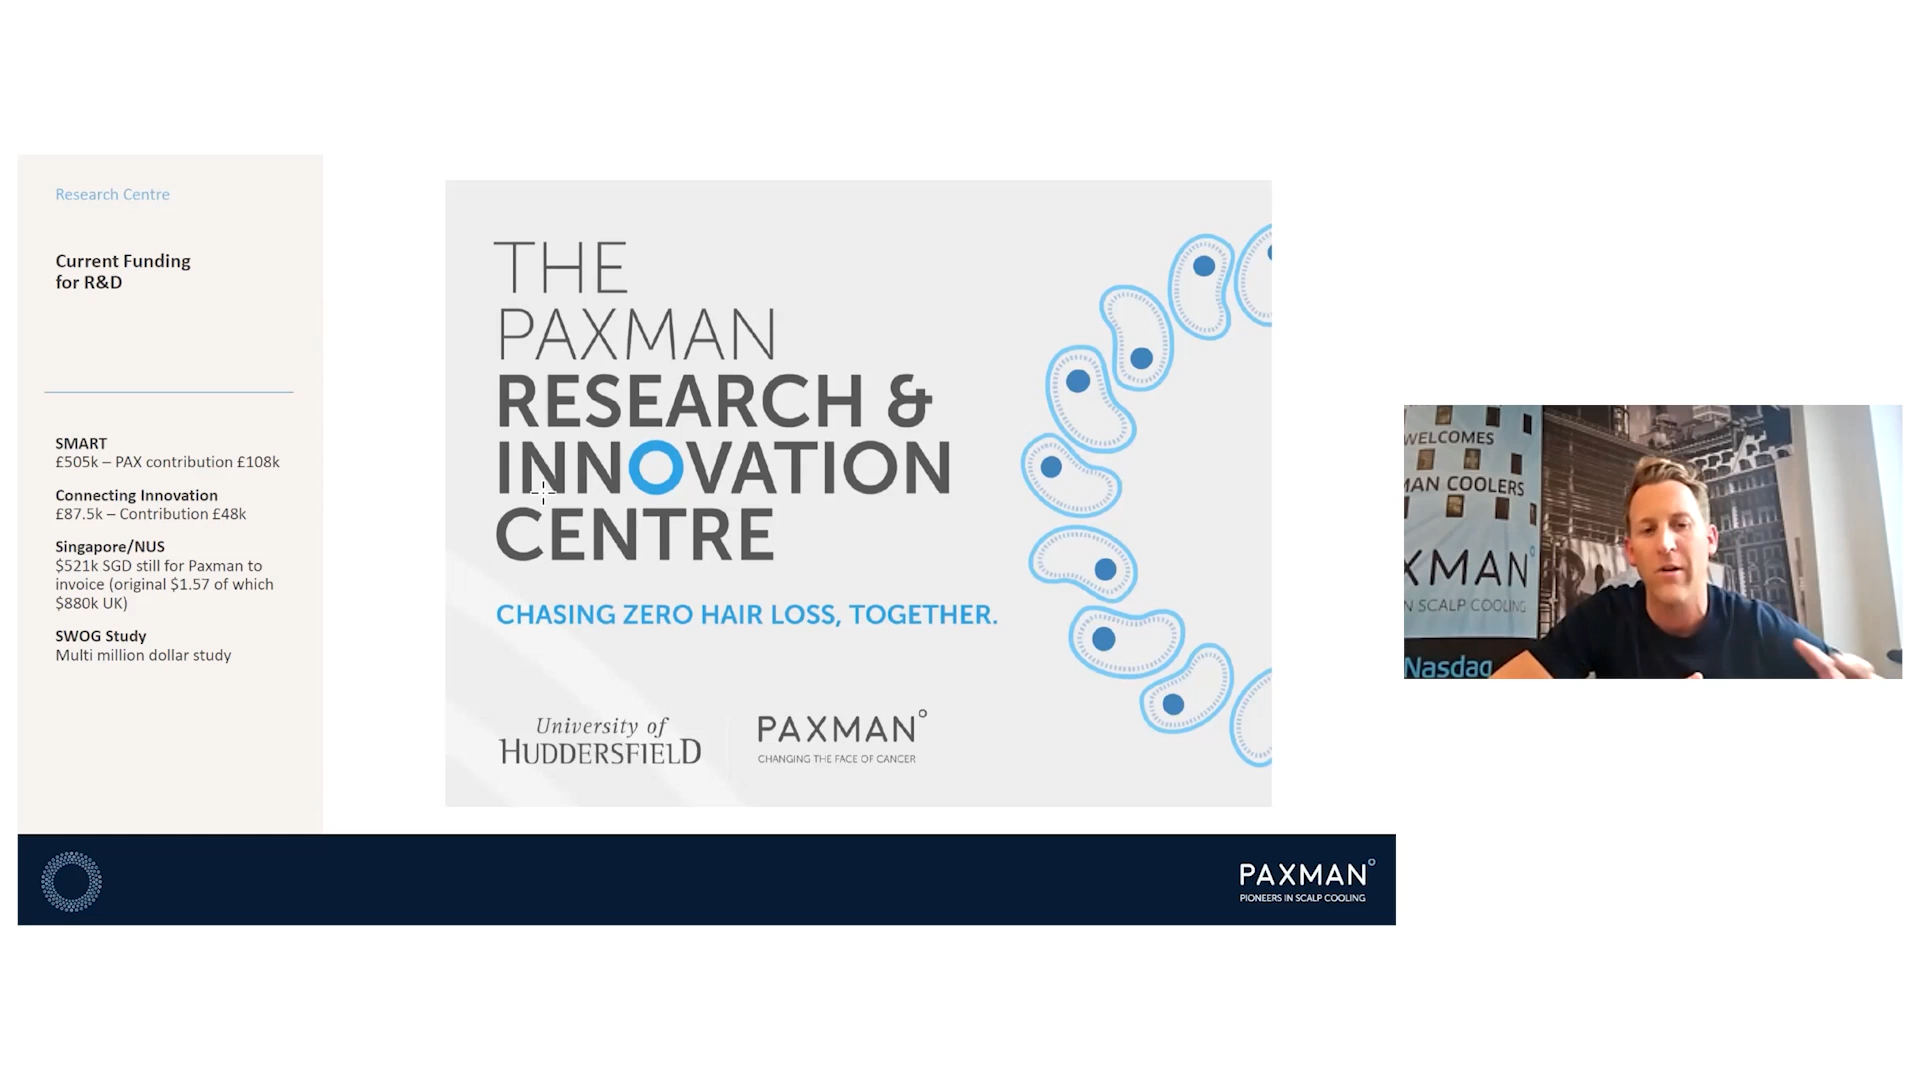 Research Centre
Current Funding
for R&D
SMART
£505k – PAX contribution £108k
Connecting Innovation
£87.5k – Contribution £48k
Singapore/NUS
$521k SGD still for Paxman to
invoice (original $1.57 of which
$880k UK)
SWOG Study
Multi million dollar study
THE
PAXMAN
RESEARCH &
INNOVATION
CENTRE
CHASING ZERO HAIR LOSS, TOGETHER.
University of
HUDDERSFIELD
PAXMAN
CHANGING THE FACE OF CANCER
PAXMAN
PIONEERS IN SCALP COOLING
WELCOMES
MAN COOLERS
XMAN
N SCALP COOLING
Nasdaq